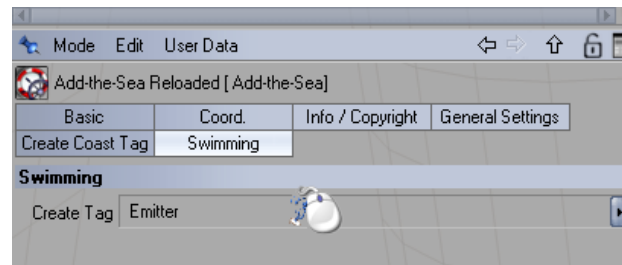 Mode Edit User Data
Add-the-Sea Reloaded [ Add-the-Sea]
Basic Coord. Info / Copyright General Settings
Create Coast Tag Swimming
Swimming
Create Tag Emitter